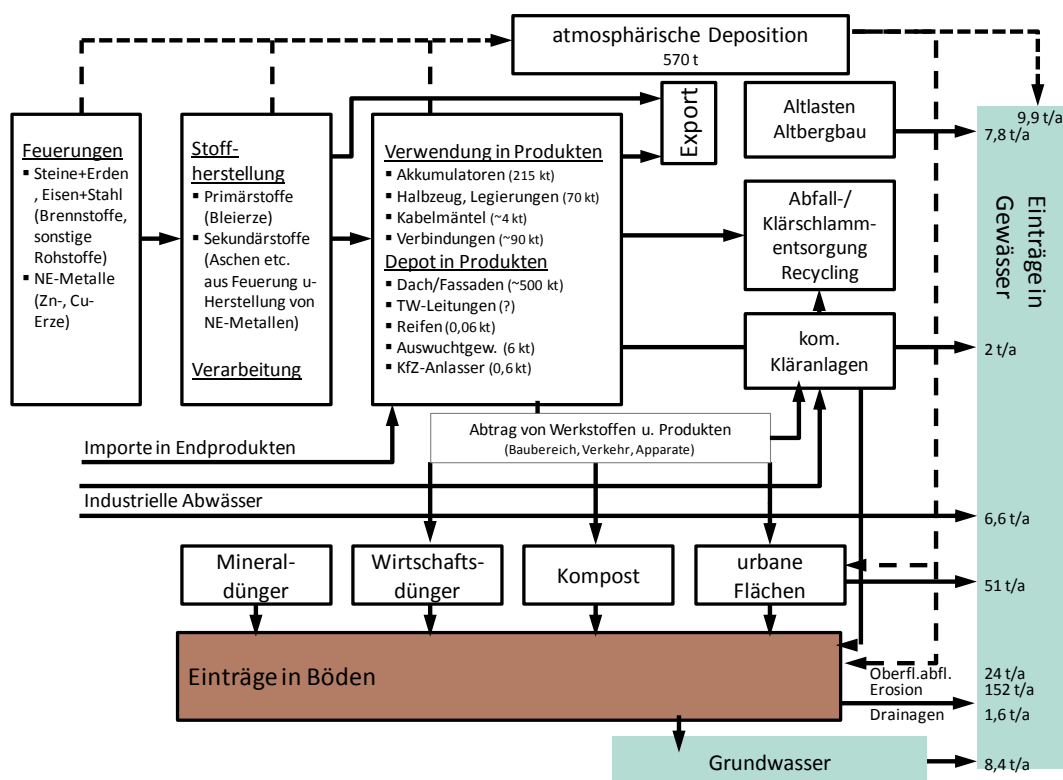 atmosphärische Deposition
570 t
9,9 t/a
Feuerungen
▪ Steine+Erden
, Eisen+Stahl
(Brennstoffe,
sonstige
Rohstoffe)
▪ NE-Metalle
(Zn-, Cu-
Erze)
Stoff-
herstellung
▪ Primärstoffe
(Bleierze)
▪ Sekundärstoffe
(Aschen etc.
aus Feuerung u-
Herstellung von
NE-Metallen)
Verarbeitung
Verwendung in Produkten
▪ Akkumulatoren (215 kt)
▪ Halbzeug, Legierungen (70 kt)
▪ Kabelmäntel (~4 kt)
▪ Verbindungen (~90 kt)
Depot in Produkten
▪ Dach/Fassaden (~500 kt)
▪ TW-Leitungen (?)
▪ Reifen (0,06 kt)
▪ Auswuchtgew. (6 kt)
▪ KfZ-Anlasser (0,6 kt)
Export
Altlasten
Altbergbau
7,8 t/a
Abfall-/
Klärschlamm-
entsorgung
Recycling
Einträge in
Gewässer
kom.
Kläranlagen
2 t/a
Abtrag von Werkstoffen u. Produkten
(Baubereich, Verkehr, Apparate)
Importe in Endprodukten
Industrielle Abwässer
6,6 t/a
Mineral-
dünger
Wirtschafts-
dünger
Kompost
urbane
Flächen
51 t/a
Einträge in Böden
Oberfl.abfl.
24 t/a
Erosion
152 t/a
Drainagen
1,6 t/a
Grundwasser
8,4 t/a